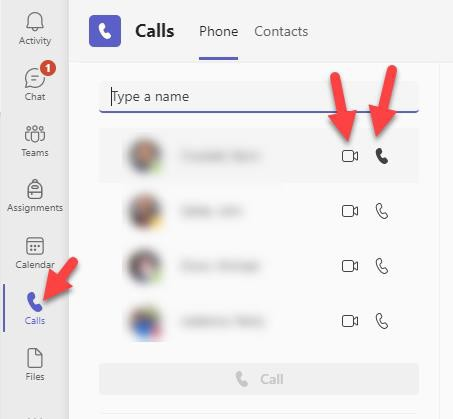 Activity
1
Chat
Teams
Assignments
Calendar
Calls
Files
Calls Phone Contacts
Type a name
Call